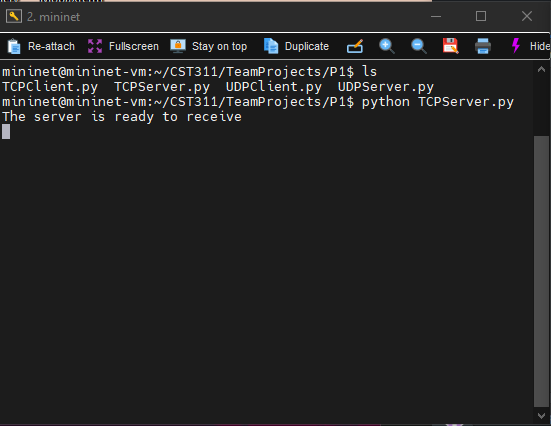 2. mininet
Re-attach Fullscreen Stay on top Duplicate Hide
mininet@mininet-vm:~/CST311/TeamProjects/P1$ ls
TCPClient.py  TCPServer.py  UDPClient.py  UDPServer.py
mininet@mininet-vm:~/CST311/TeamProjects/P1$ python TCPServer.py
The server is ready to receive